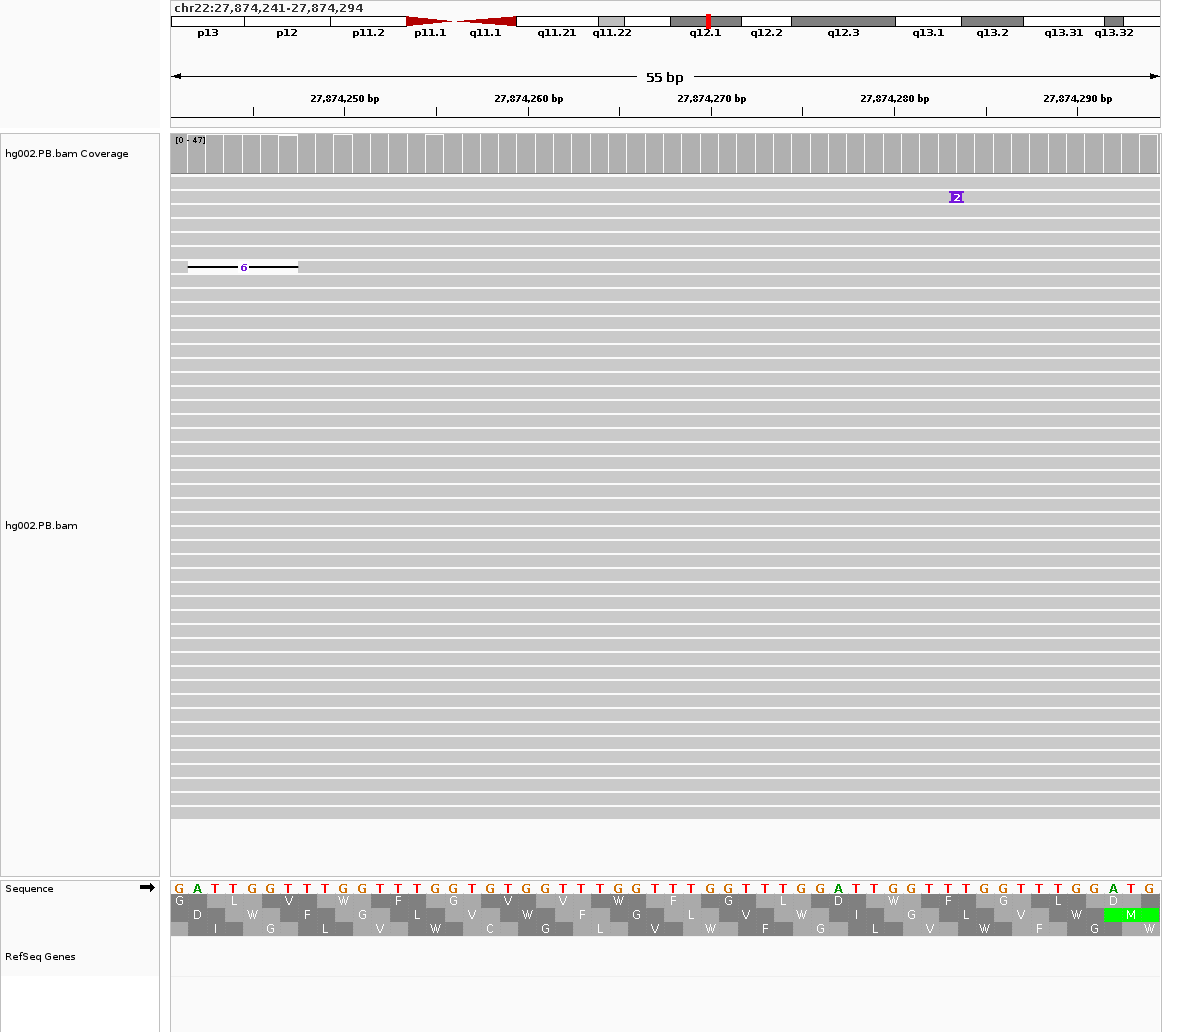 chr22:27,874,241-27,874,294
p13 p12 p11.2 p11.1 q11.1 q11.21 q11.22 q12.1 q12.2 q12.3 q13.1 q13.2 q13.31 q13.32
55 bp
27,874,250 bp 27,874,260 bp 27,874,270 bp 27,874,280 bp 27,874,290 bp
[0 - 47]
hg002.PB.bam Coverage
2
6
hg002.PB.bam
Sequence G A T T G G T T T G G T T T G G T G T G G T T T G G T T T G G T T T G G A T T G G T T T G G T T T G G A T G
G L V W F G V V W F G L D W F G L D
D W F G L V W F G L V W I G L V W M
I G L V W C G L V W F G L V W F G W
RefSeq Genes